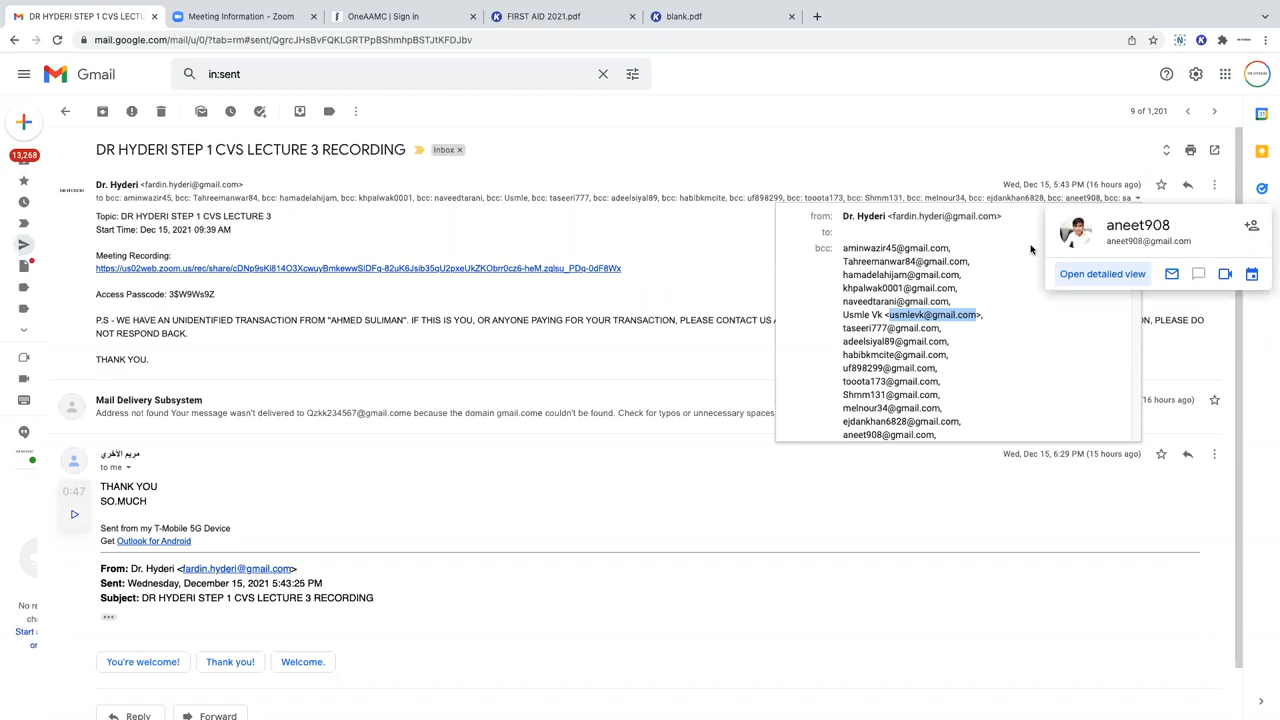 DR HYDERI STEP 1 CVS LECTU
Meeting Information - Zoom
OneAAMC | Sign in
FIRST AID 2021.pdf
blank.pdf
mail.google.com/mail/u/0/?tab=rm#sent/QgrcJHsBvFQKLGRTPpBShmhpBSTJtKFDJbv
Gmail
in:sent
9 of 1,201
13,268
DR HYDERI STEP 1 CVS LECTURE 3 RECORDING
Inbox
Dr. Hyderi <fardin.hyderi@gmail.com>
Wed, Dec 15, 5:43 PM (16 hours ago)
to bcc: aminwazir45, bcc: Tahreemanwar84, bcc: hamadelahijam, bcc: khpalwak0001, bcc: naveedtarani, bcc: Usmle, bcc: taseeri777, bcc: adeelsiyal89, bcc: habibkmcite, bcc: uf898299, bcc: tooota173, bcc: Shmm131, bcc: melnour34, bcc: ejdankhan6828, bcc: aneet908, bcc: sa
Topic: DR HYDERI STEP 1 CVS LECTURE 3
Start Time: Dec 15, 2021 09:39 AM
Meeting Recording:
https://us02web.zoom.us/rec/share/cDNp9sKl814O3XcwuyBmkewwSlDFq-82uK6Jsib35qU2pxeUkZKObrr0cz6-heM.zqlsu_PDq-0dF8Wx
Access Passcode: 3$W9Ws9Z
P.S - WE HAVE AN UNIDENTIFIED TRANSACTION FROM "AHMED SULIMAN". IF THIS IS YOU, OR ANYONE PAYING FOR YOUR TRANSACTION, PLEASE CONTACT US
N, PLEASE DO
NOT RESPOND BACK.
THANK YOU.
from: Dr. Hyderi <fardin.hyderi@gmail.com>
to:
bcc: aminwazir45@gmail.com,
Tahreemanwar84@gmail.com,
hamadelahijam@gmail.com,
khpalwak0001@gmail.com,
naveedtarani@gmail.com,
Usmle Vk <usmlevk@gmail.com>,
taseeri777@gmail.com,
adeelsiyal89@gmail.com,
habibkmcite@gmail.com,
uf898299@gmail.com,
tooota173@gmail.com,
Shmm131@gmail.com,
melnour34@gmail.com,
ejdankhan6828@gmail.com,
aneet908@gmail.com,
aneet908
aneet908@gmail.com
Open detailed view
Mail Delivery Subsystem
16 hours ago)
Address not found Your message wasn't delivered to Qzkk234567@gmail.come because the domain gmail.come couldn't be found. Check for typos or unnecessary spaces
مريم الأخري
Wed, Dec 15, 6:29 PM (15 hours ago)
to me
0:47
THANK YOU
SO.MUCH
Sent from my T-Mobile 5G Device
Get Outlook for Android
From: Dr. Hyderi <fardin.hyderi@gmail.com>
Sent: Wednesday, December 15, 2021 5:43:25 PM
Subject: DR HYDERI STEP 1 CVS LECTURE 3 RECORDING
No re
ch
Start
or
You're welcome!
Thank you!
Welcome.
Reply
Forward